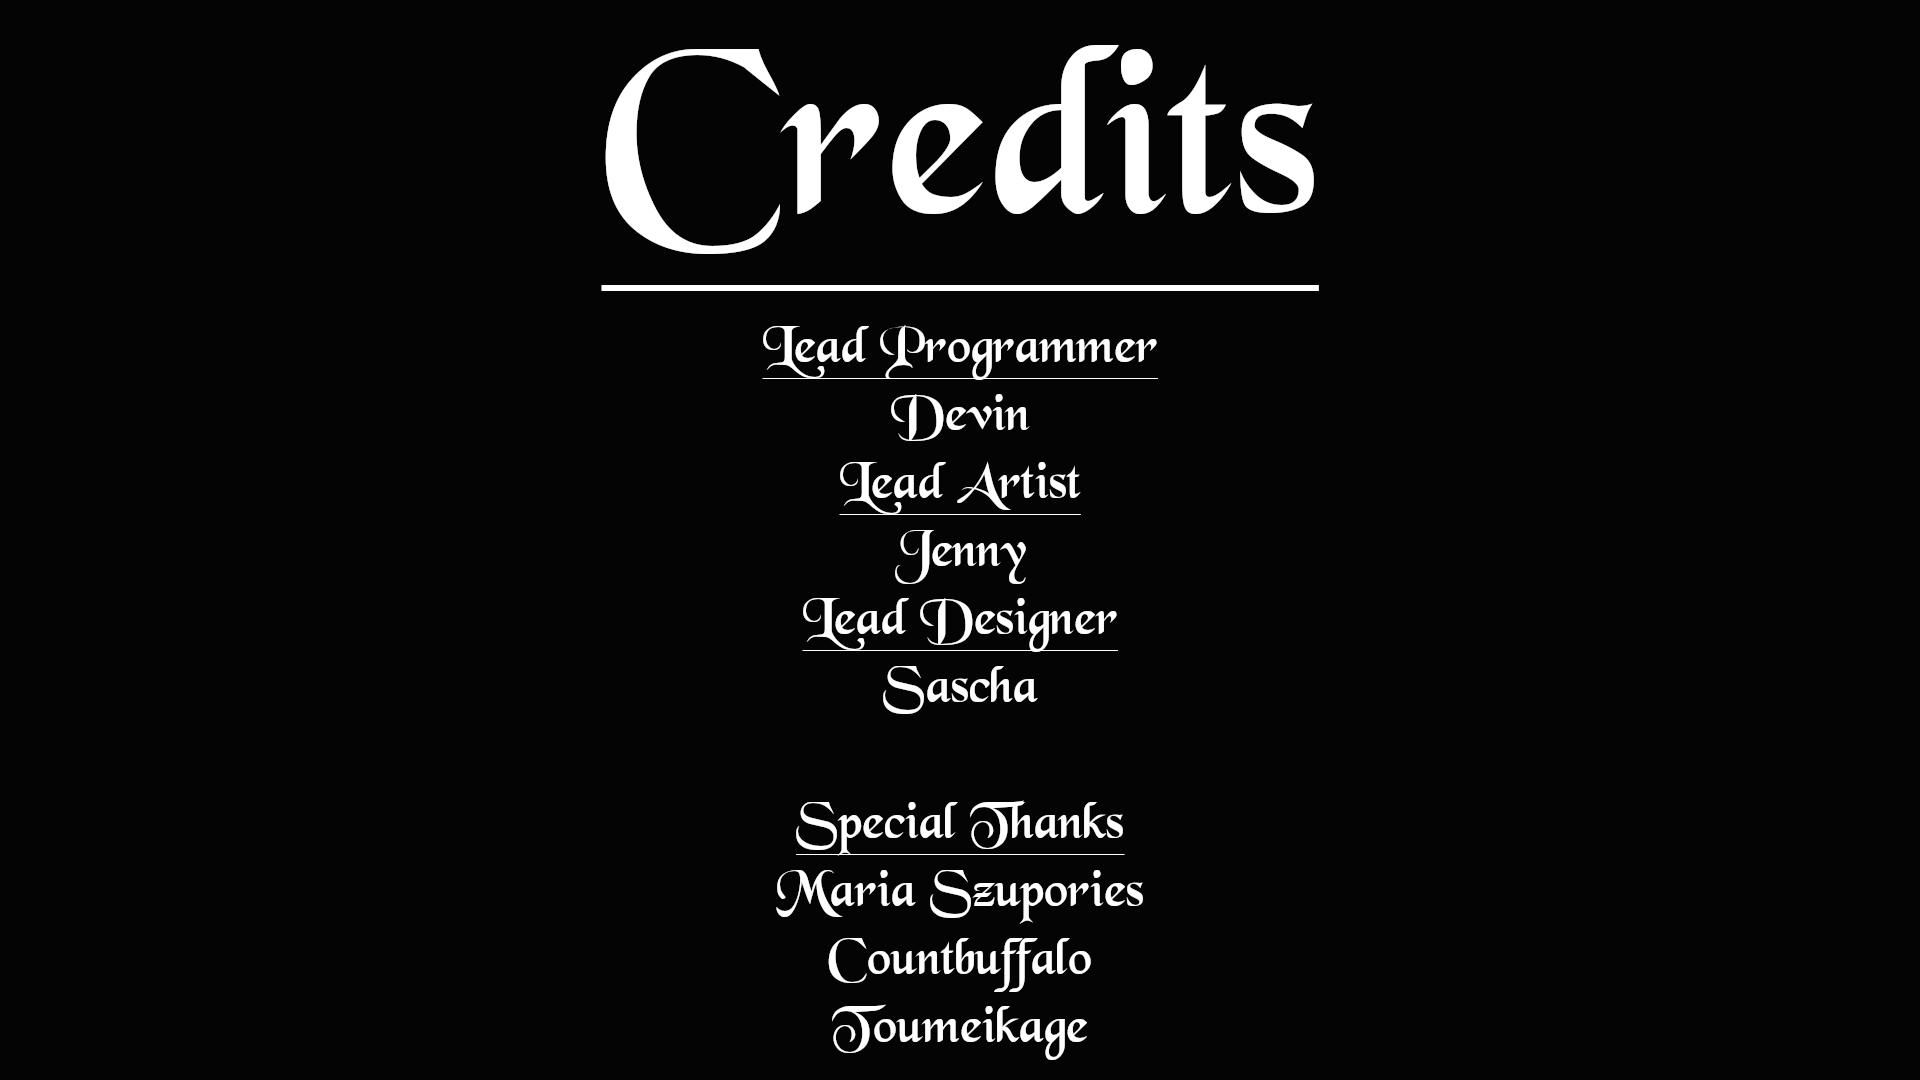 Credits
Lead Programmer
Devin
Lead Artist
Jenny
Lead Designer
Sascha
Special Thanks
Maria Szupories
Countbuffalo
Toumeikage